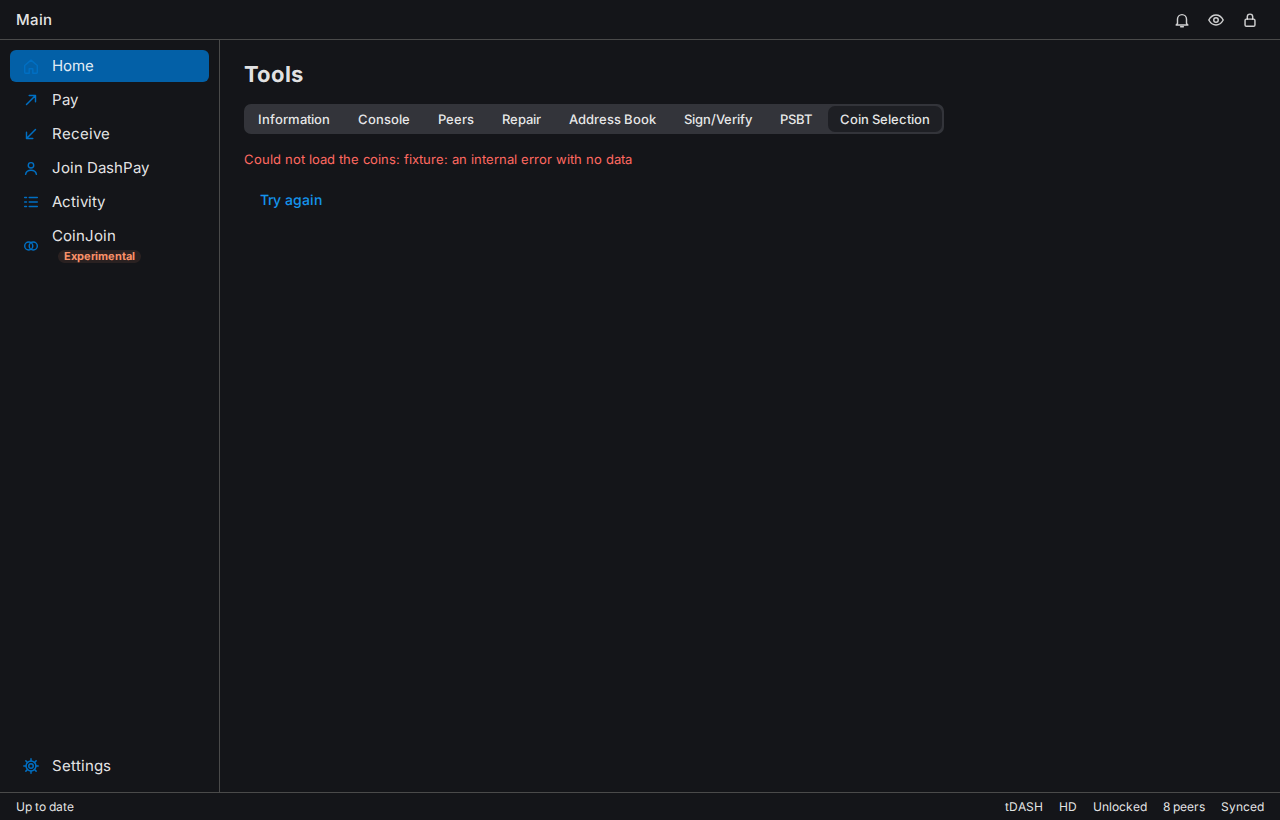 Main
Home
Pay
Receive
Join DashPay
Activity
CoinJoin
Experimental
Settings
Tools
Information Console Peers Repair Address Book Sign/Verify PSBT Coin Selection
Could not load the coins: fixture: an internal error with no data
Try again
Up to date
tDASH HD Unlocked 8 peers Synced